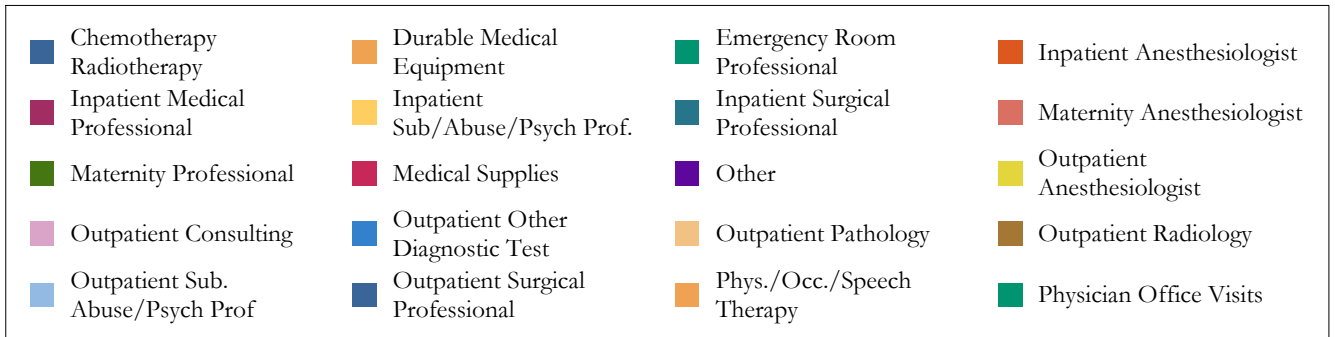 Chemotherapy
Radiotherapy
Durable Medical
Equipment
Emergency Room
Professional
Inpatient Anesthesiologist
Inpatient Medical
Professional
Inpatient
Sub/Abuse/Psych Prof.
Inpatient Surgical
Professional
Maternity Anesthesiologist
Maternity Professional
Medical Supplies
Other
Outpatient
Anesthesiologist
Outpatient Consulting
Outpatient Other
Diagnostic Test
Outpatient Pathology
Outpatient Radiology
Outpatient Sub.
Abuse/Psych Prof
Outpatient Surgical
Professional
Phys./Occ./Speech
Therapy
Physician Office Visits